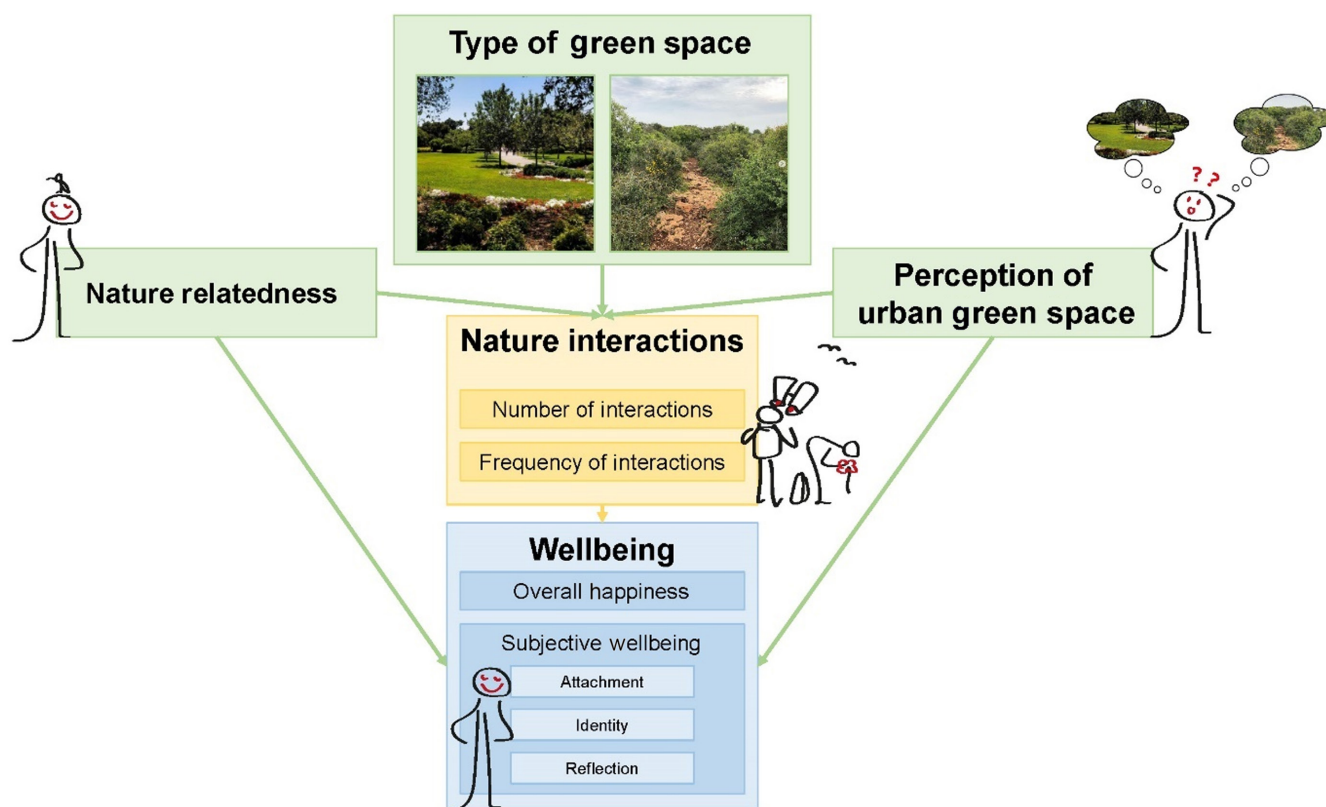 Type of green space
Nature relatedness
? ?
Perception of
urban green space
Nature interactions
Number of interactions
Frequency of interactions
Wellbeing
Overall happiness
Subjective wellbeing
Attachment
Identity
Reflection